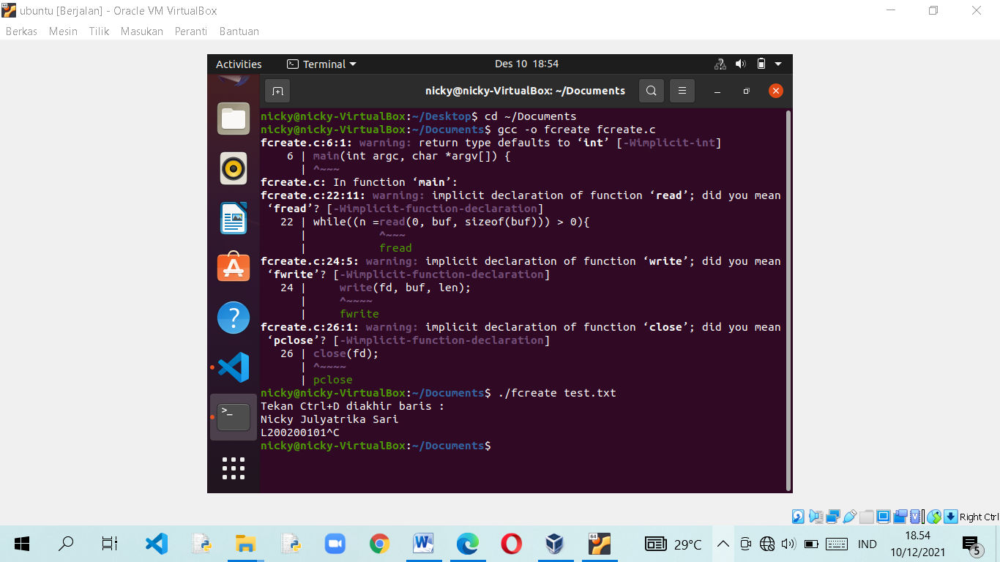 ubuntu [Berjalan] - Oracle VM VirtualBox
Berkas Mesin Tilik Masukan Peranti Bantuan
Activities Terminal Des 10 18:54
nicky@nicky-VirtualBox: ~/Documents
nicky@nicky-VirtualBox:~/Desktop$ cd ~/Documents
nicky@nicky-VirtualBox:~/Documents$ gcc -o fcreate fcreate.c
fcreate.c:6:1: warning: return type defaults to ‘int’ [-Wimplicit-int]
6 | main(int argc, char *argv[]) {
| ^~~~
fcreate.c: In function ‘main’:
fcreate.c:22:11: warning: implicit declaration of function ‘read’; did you mean
‘fread’? [-Wimplicit-function-declaration]
22 | while((n =read(0, buf, sizeof(buf))) > 0){
| ^~~~
| fread
fcreate.c:24:5: warning: implicit declaration of function ‘write’; did you mean
‘fwrite’? [-Wimplicit-function-declaration]
24 | write(fd, buf, len);
| ^~~~~
| fwrite
fcreate.c:26:1: warning: implicit declaration of function ‘close’; did you mean
‘pclose’? [-Wimplicit-function-declaration]
26 | close(fd);
| ^~~~~
| pclose
nicky@nicky-VirtualBox:~/Documents$ ./fcreate test.txt
Tekan Ctrl+D diakhir baris :
Nicky Julyatrika Sari
L200200101^C
nicky@nicky-VirtualBox:~/Documents$
Right Ctrl
29°C IND 18.54
10/12/2021 5